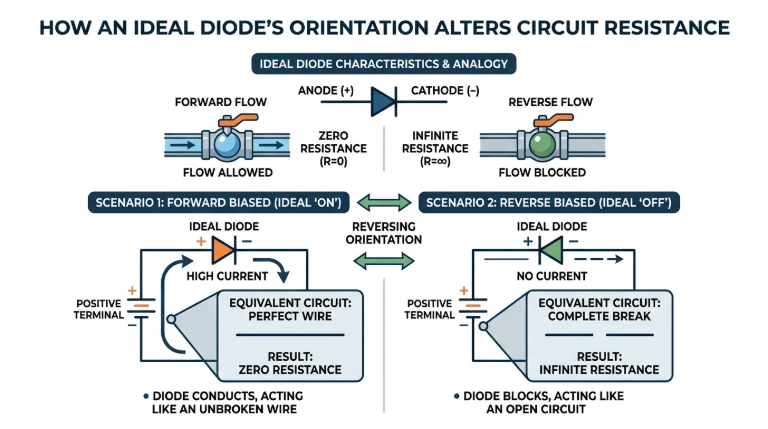 HOW AN IDEAL DIODE'S ORIENTATION ALTERS CIRCUIT RESISTANCE
IDEAL DIODE CHARACTERISTICS & ANALOGY
ANODE (+)
CATHODE (−)
FORWARD FLOW
FLOW ALLOWED
ZERO
RESISTANCE
(R=0)
INFINITE
RESISTANCE
(R=∞)
REVERSE FLOW
FLOW BLOCKED
SCENARIO 1: FORWARD BIASED (IDEAL 'ON')
REVERSING
ORIENTATION
SCENARIO 2: REVERSE BIASED (IDEAL 'OFF')
IDEAL DIODE
+ −
HIGH CURRENT
+
POSITIVE
TERMINAL
−
EQUIVALENT CIRCUIT:
PERFECT WIRE
RESULT:
ZERO RESISTANCE
• DIODE CONDUCTS, ACTING
LIKE AN UNBROKEN WIRE
IDEAL DIODE
+ −
NO CURRENT
+
POSITIVE
TERMINAL
−
EQUIVALENT CIRCUIT:
COMPLETE BREAK
RESULT:
INFINITE RESISTANCE
• DIODE BLOCKS, ACTING LIKE
AN OPEN CIRCUIT